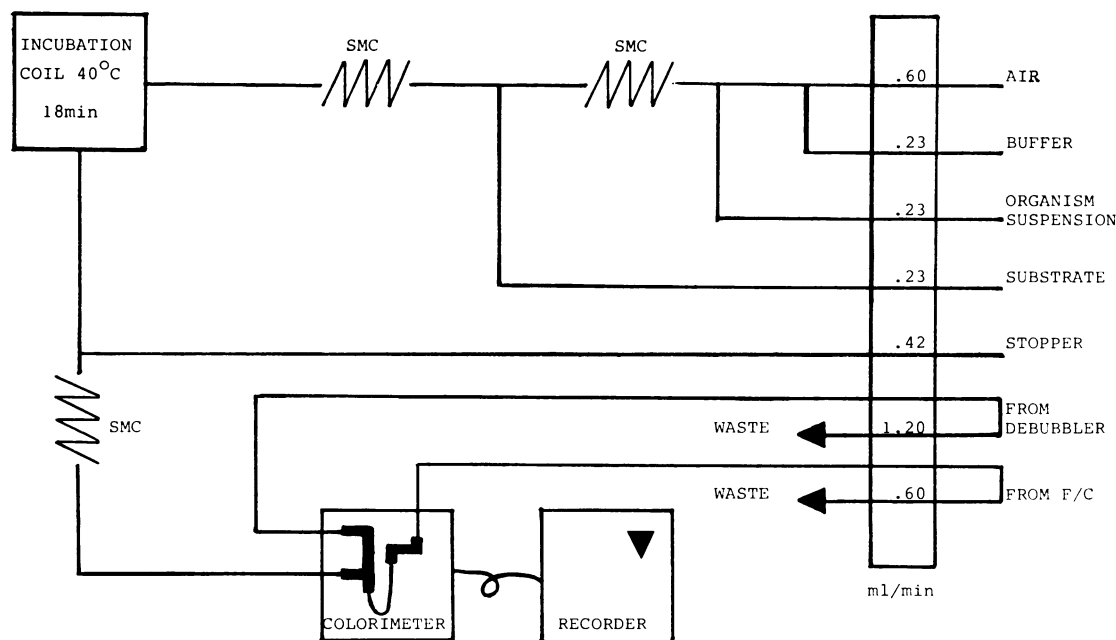 INCUBATION
COIL 40°C
18min
SMC
SMC
.60
AIR
.23
BUFFER
.23
ORGANISM
SUSPENSION
.23
SUBSTRATE
.42
STOPPER
SMC
WASTE
1.20
FROM
DEBUBBLER
WASTE
.60
FROM F/C
COLORIMETER
RECORDER
ml/min